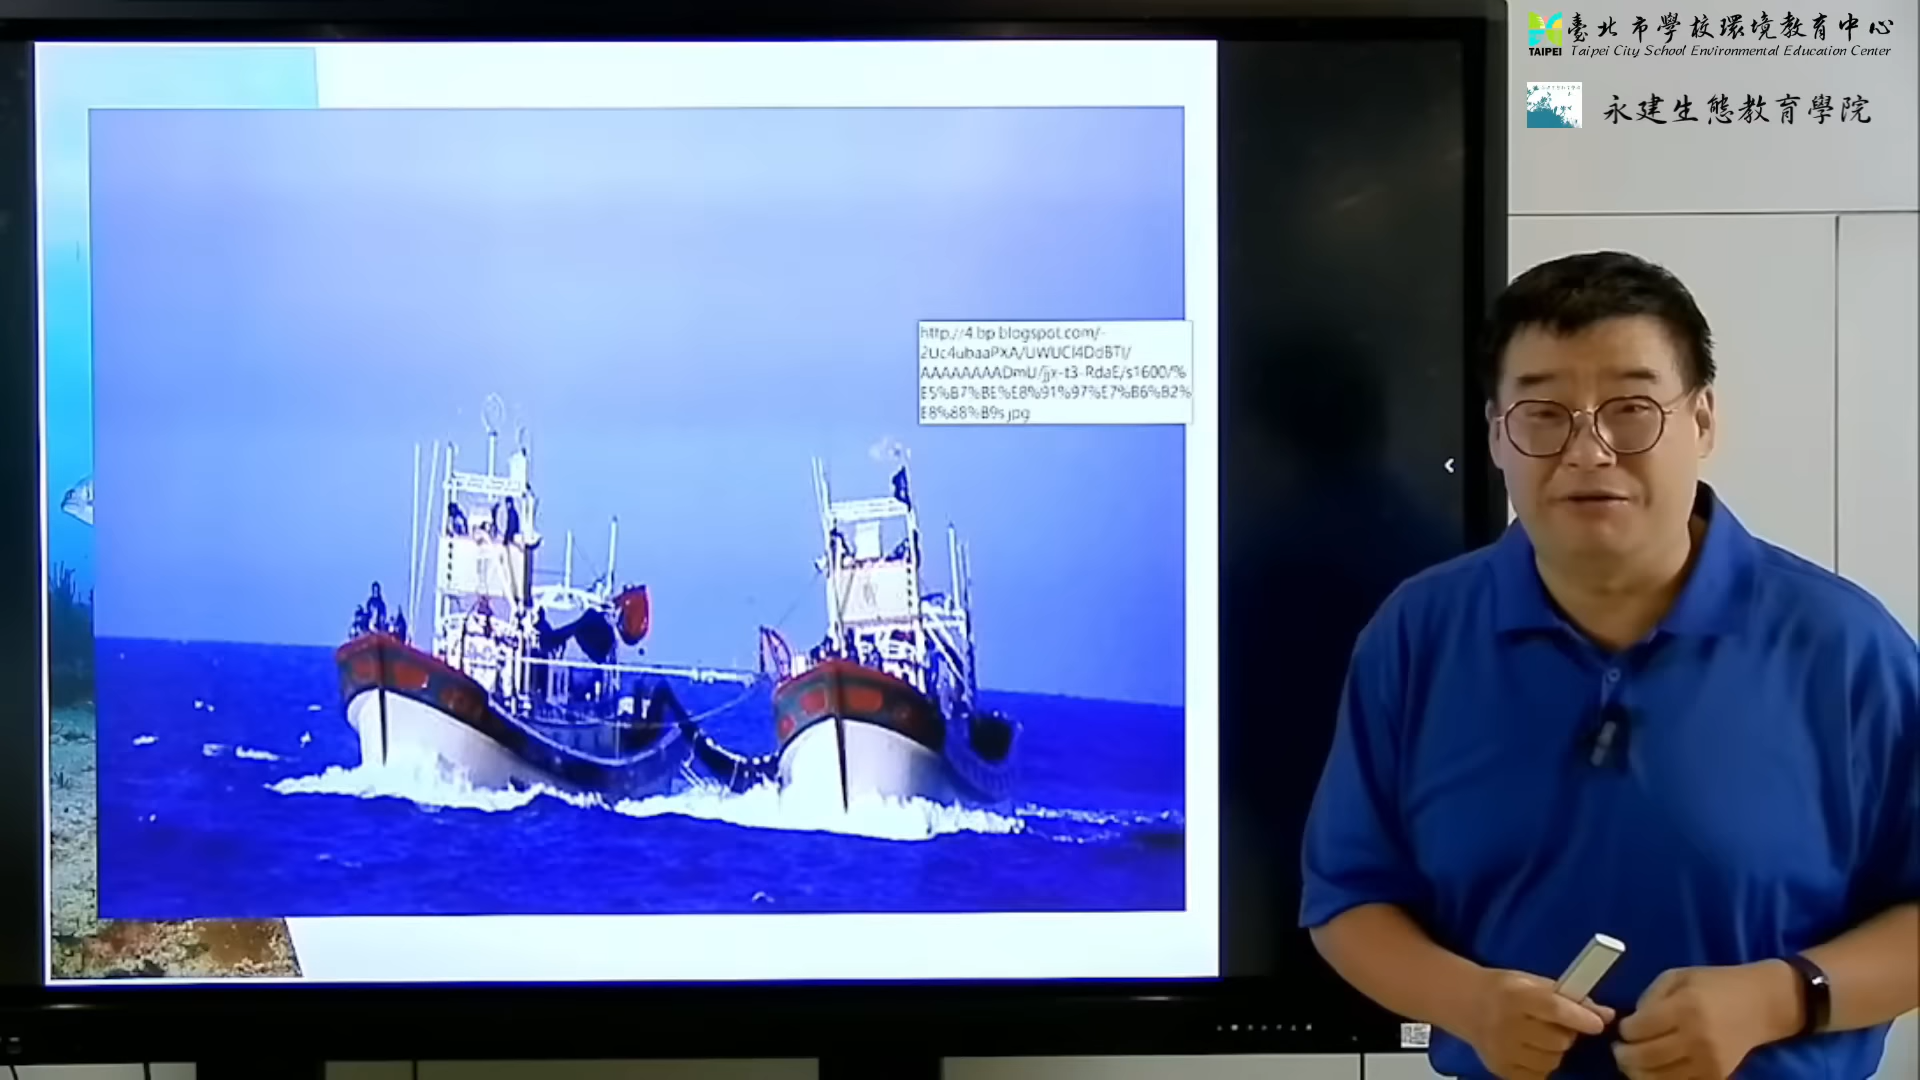 臺北市學校環境教育中心
TAIPEI
Taipei City School Environmental Education Center
永建生態教育學院
http://4.bp.blogspot.com/-
2Uc4ubaaPXA/UWUCl4DdBTI/
AAAAAAAADmU/jjx-t3-RdaE/s1600/%
E5%B7%BE%E8%91%97%E7%B6%B2%
E8%88%B9s.jpg